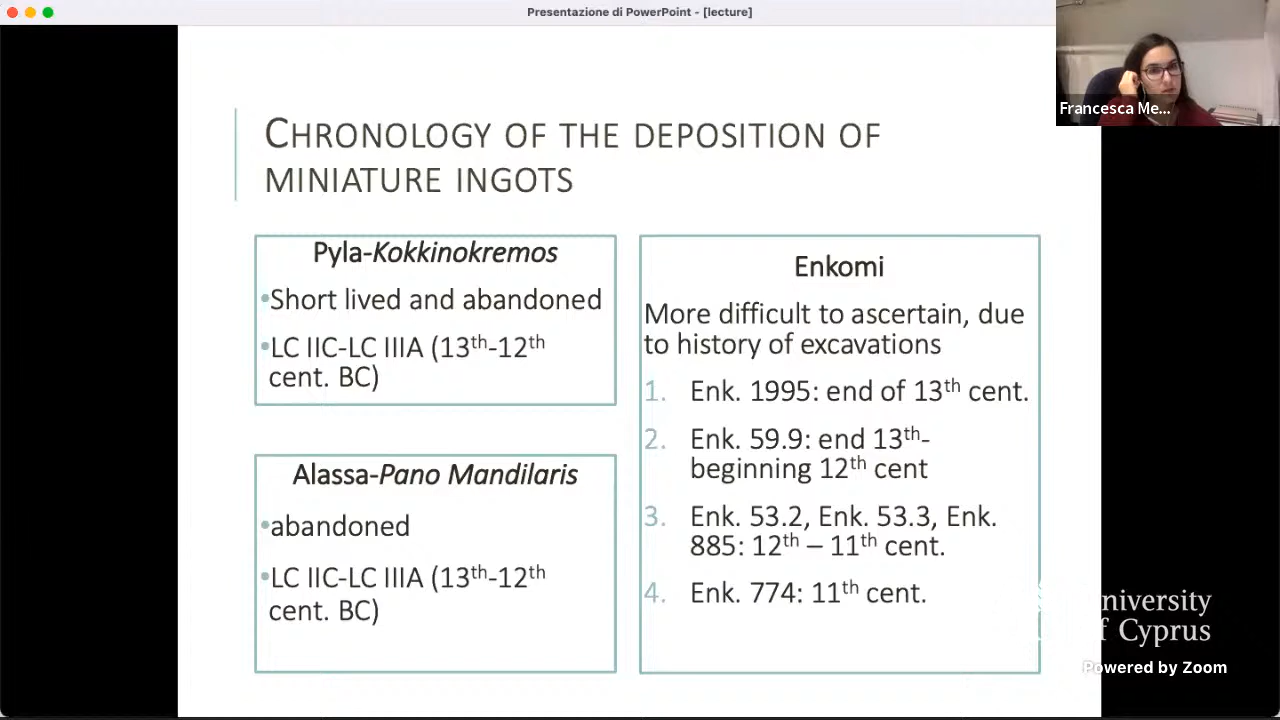 Presentazione di PowerPoint - [lecture]
Francesca Me...
CHRONOLOGY OF THE DEPOSITION OF
MINIATURE INGOTS
Pyla-Kokkinokremos
•Short lived and abandoned
•LC IIC-LC IIIA (13th-12th
cent. BC)
Alassa-Pano Mandilaris
•abandoned
•LC IIC-LC IIIA (13th-12th
cent. BC)
Enkomi
More difficult to ascertain, due
to history of excavations
1. Enk. 1995: end of 13th cent.
2. Enk. 59.9: end 13th-
beginning 12th cent
3. Enk. 53.2, Enk. 53.3, Enk.
885: 12th – 11th cent.
4. Enk. 774: 11th cent.
niversity
f Cyprus
Powered by Zoom